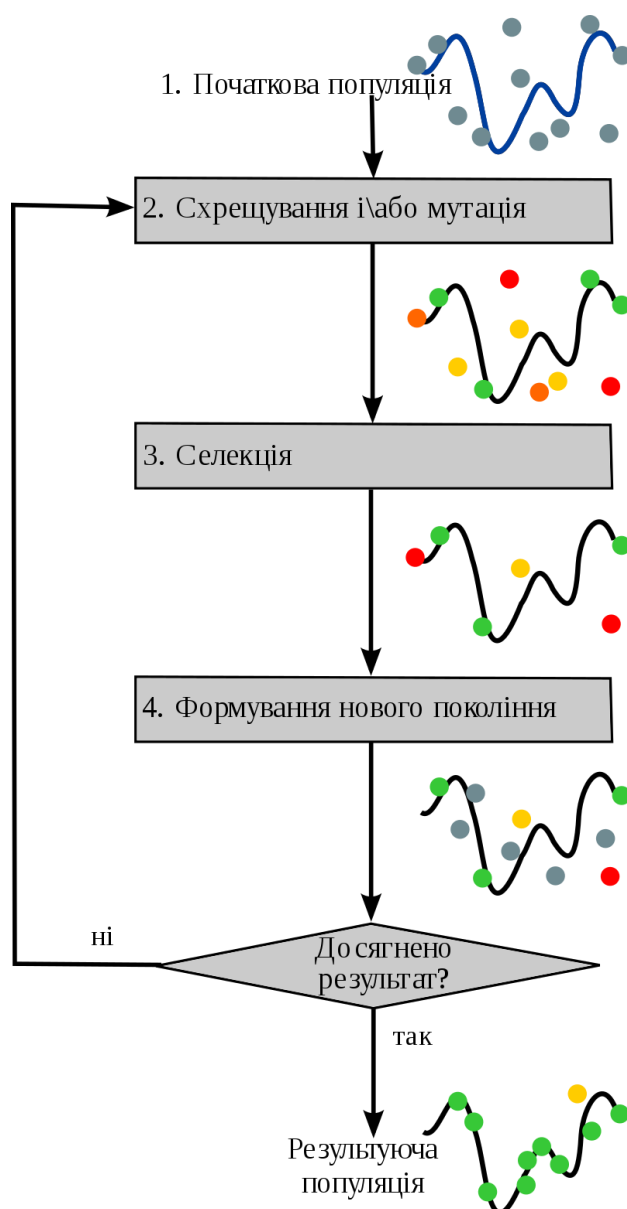 1. Початкова популяція
2. Схрещування і\або мутація
3. Селекція
4. Формування нового покоління
ні
Досягнено
результат?
так
Результуюча
популяція